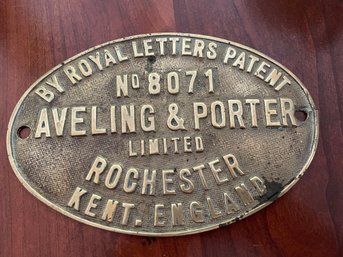 BY ROYAL LETTERS PATENT
No 8071
AVELING & PORTER
LIMITED
ROCHESTER
KENT. ENGLAND